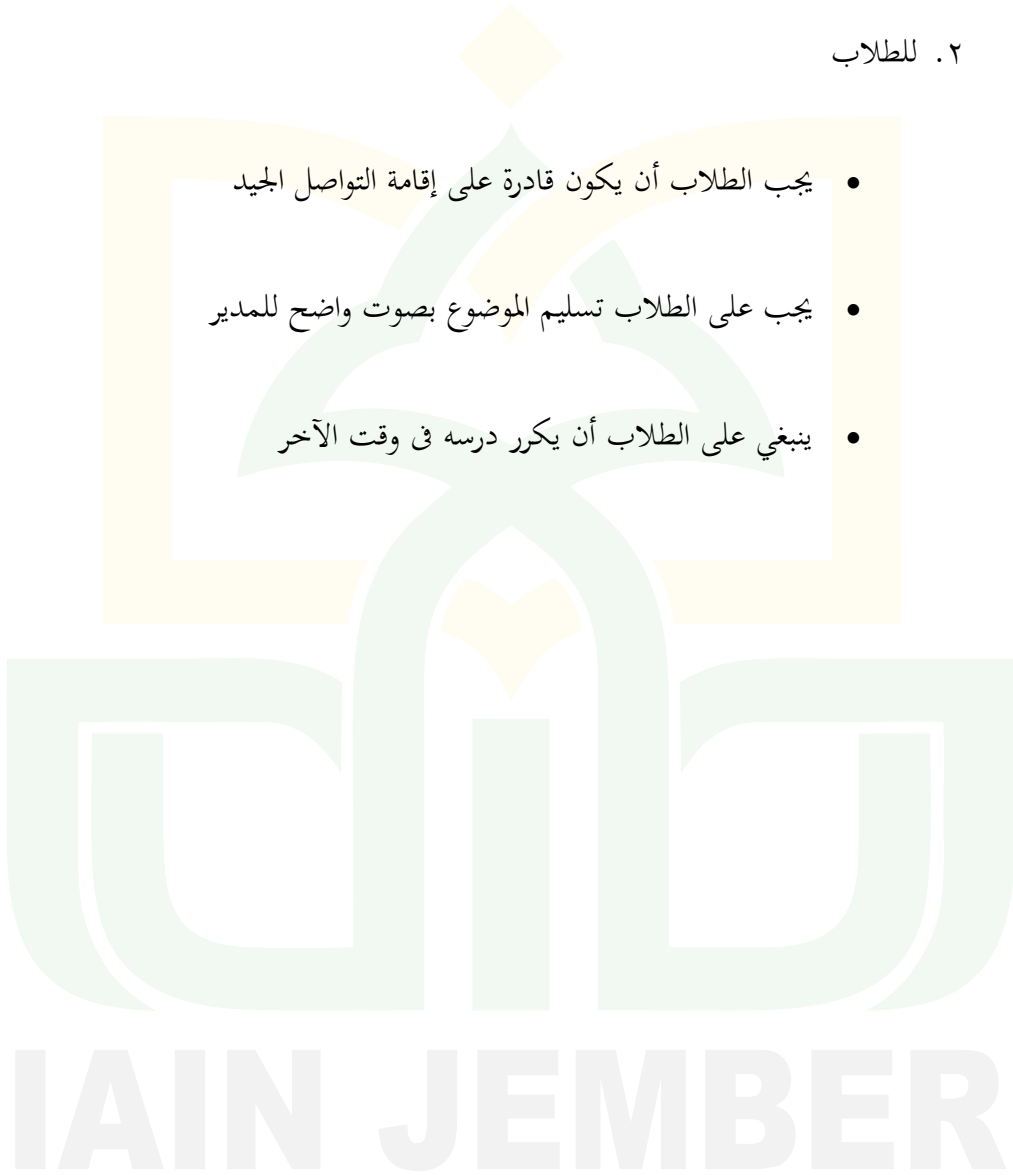 ٢. للطلاب
• يجب الطلاب أن يكون قادرة على إقامة التواصل الجيد
• يجب على الطلاب تسليم الموضوع بصوت واضح للمدير
• ينبغي على الطلاب أن يكرر درسه فى وقت الآخر
IAIN JEMBER